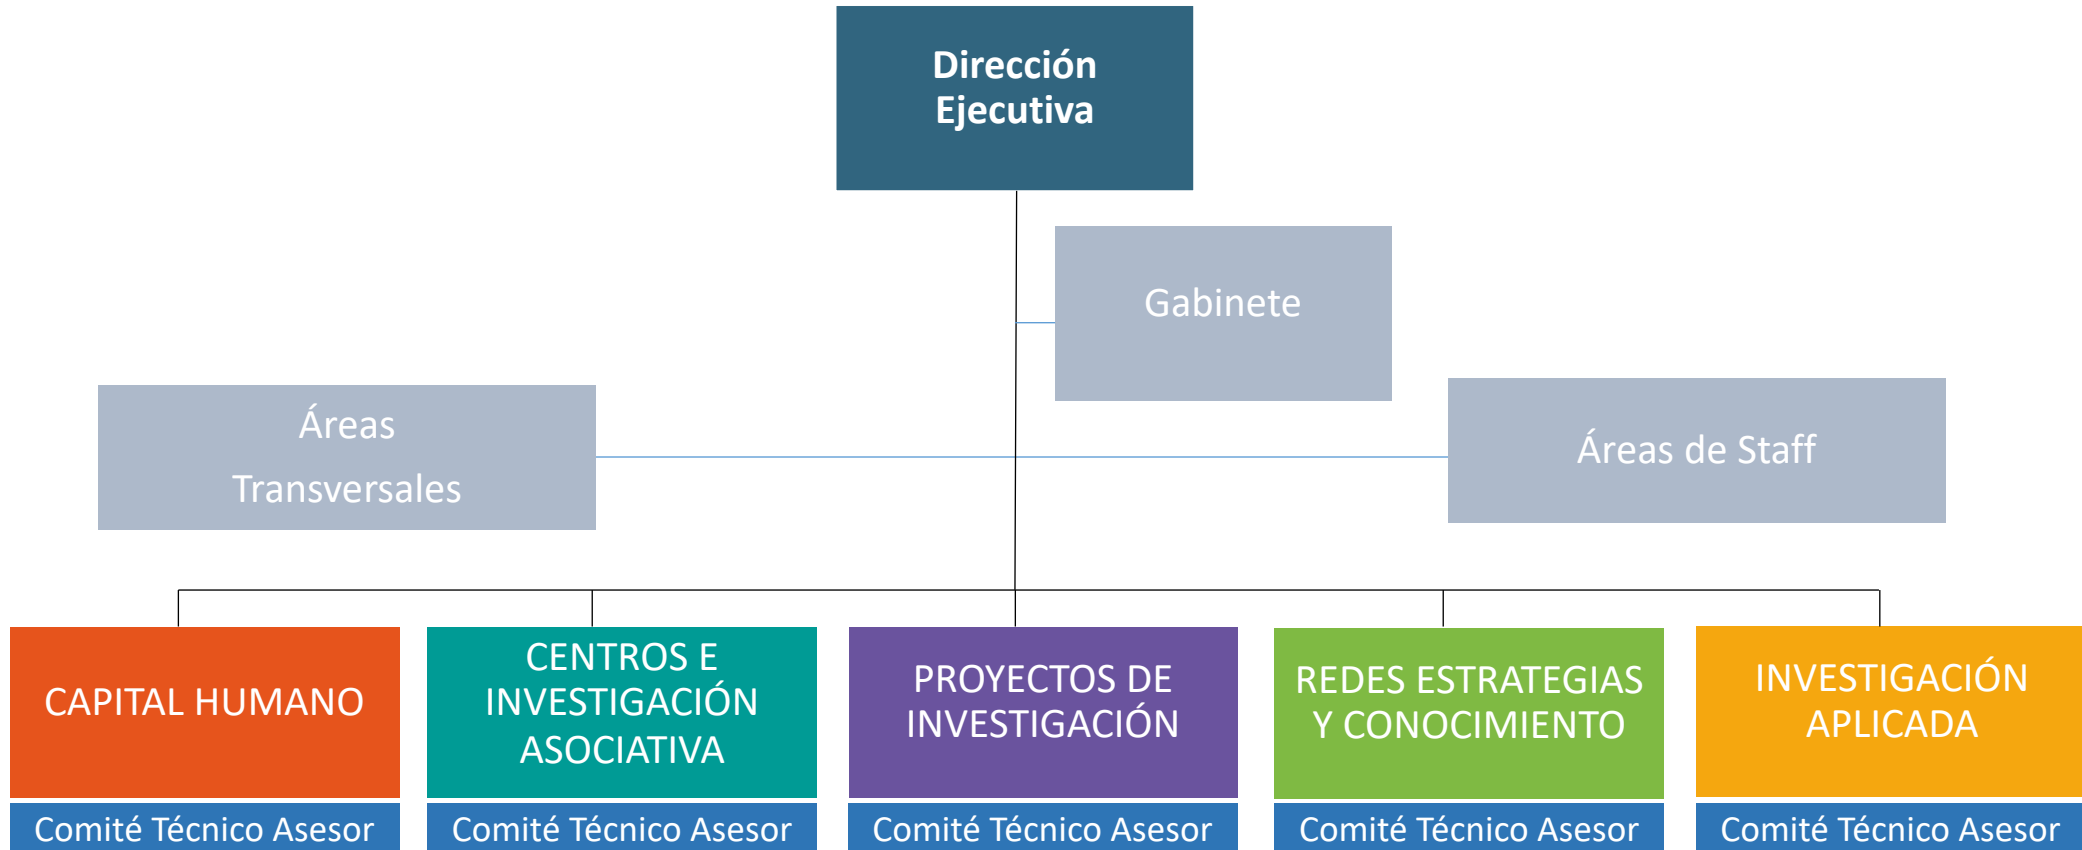 Dirección
Ejecutiva
Gabinete
Áreas
Transversales
Áreas de Staff
CAPITAL HUMANO
CENTROS E
INVESTIGACIÓN
ASOCIATIVA
PROYECTOS DE
INVESTIGACIÓN
REDES ESTRATEGIAS
Y CONOCIMIENTO
INVESTIGACIÓN
APLICADA
Comité Técnico Asesor
Comité Técnico Asesor
Comité Técnico Asesor
Comité Técnico Asesor
Comité Técnico Asesor